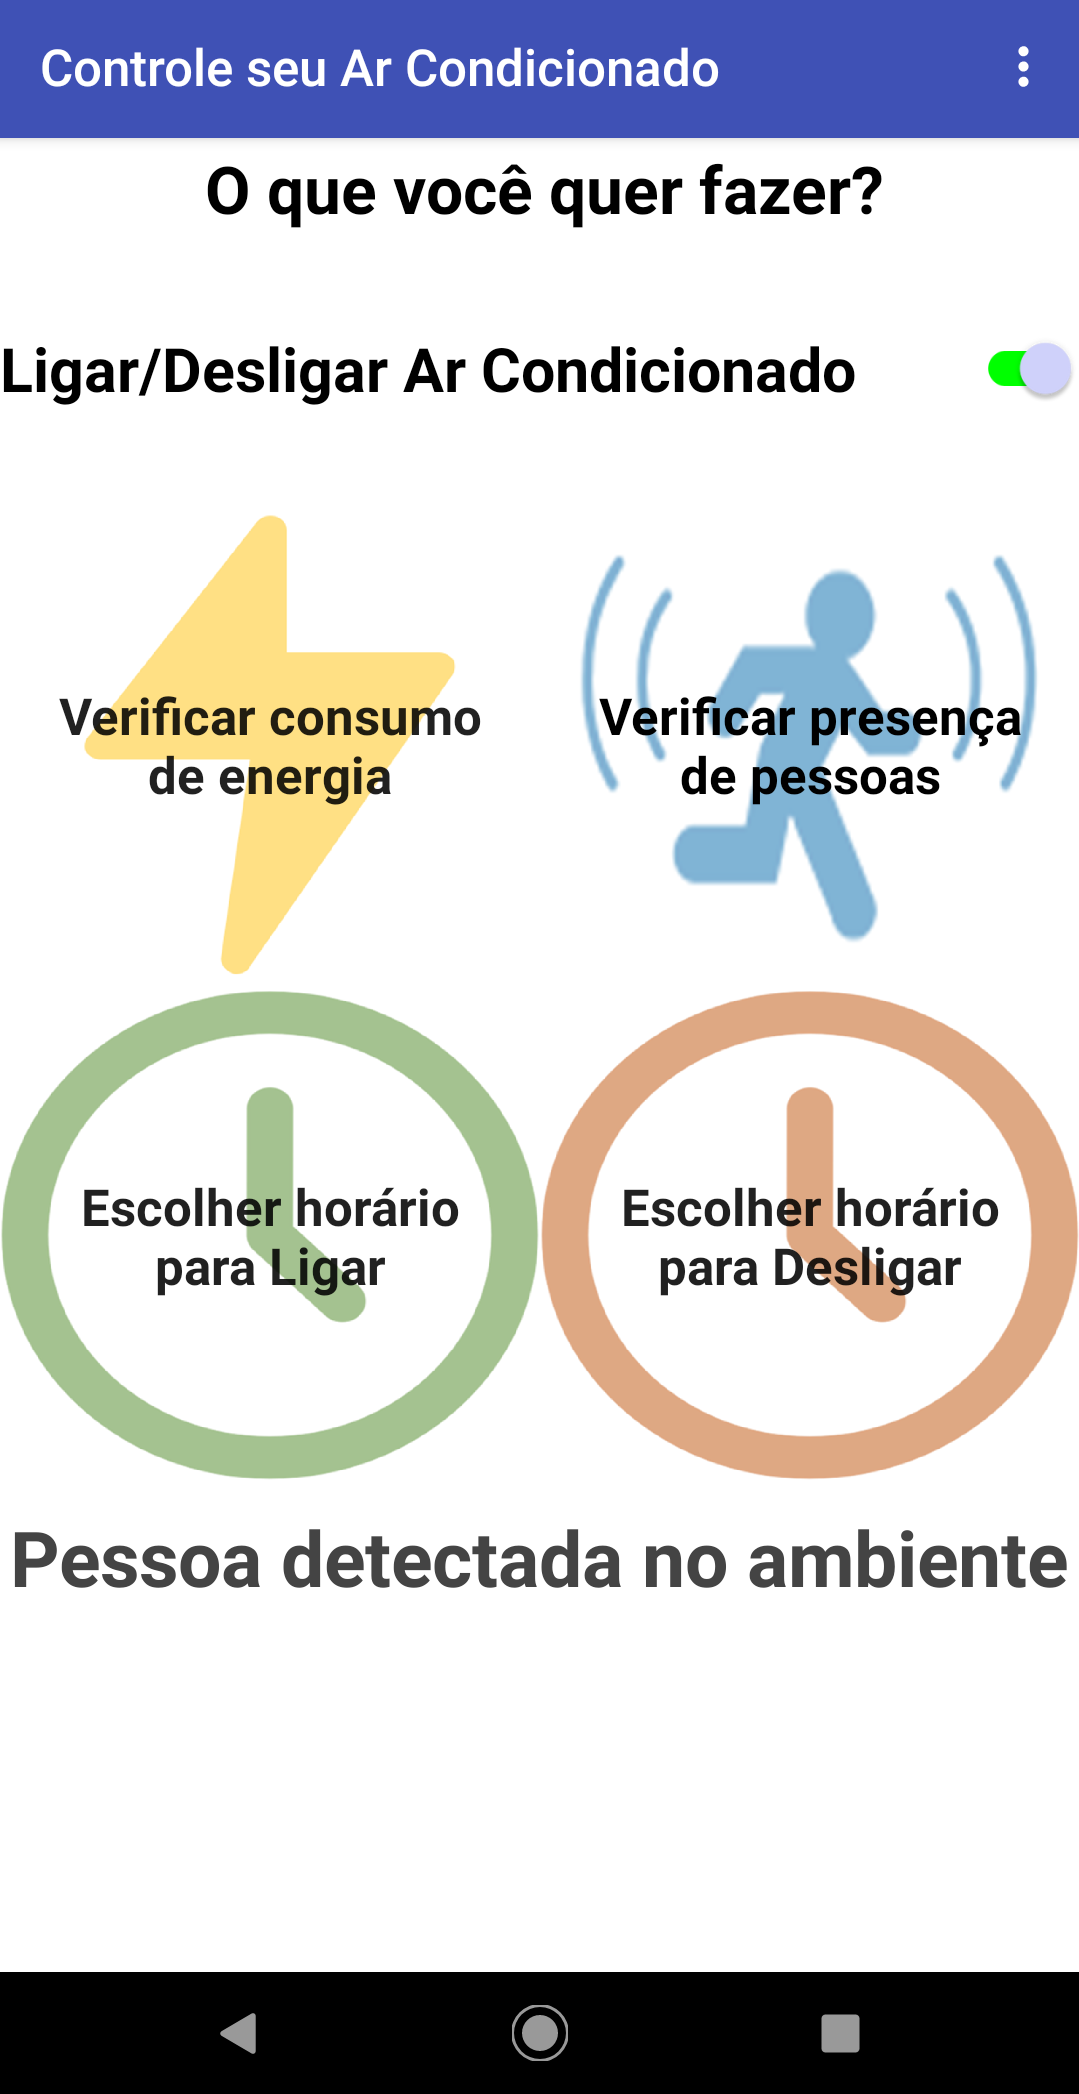 Controle seu Ar Condicionado
O que você quer fazer?
Ligar/Desligar Ar Condicionado
Verificar consumo
de energia
Verificar presença
de pessoas
Escolher horário
para Ligar
Escolher horário
para Desligar
Pessoa detectada no ambiente